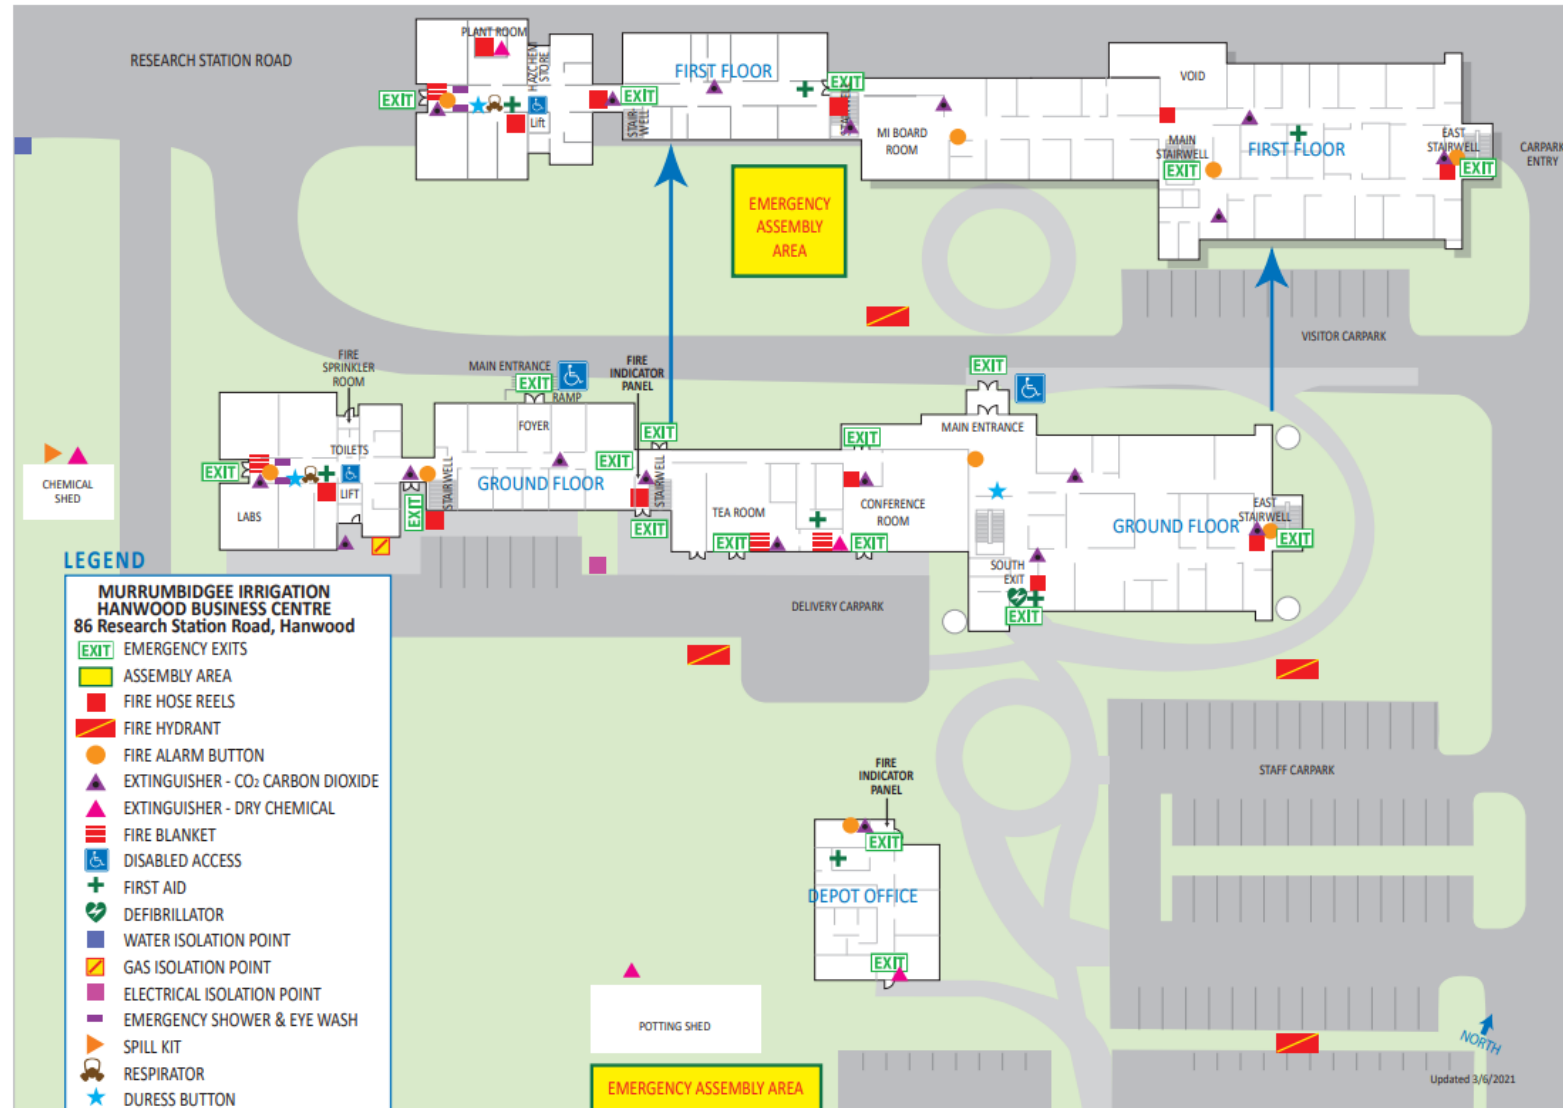 RESEARCH STATION ROAD
PLANT ROOM
HAZCHEM
STORE
EXIT
Lift
EXIT
STAIR-
WELL
FIRST FLOOR
EXIT
STAIRWELL
MI BOARD
ROOM
VOID
MAIN
STAIRWELL
EXIT
FIRST FLOOR
EAST
STAIRWELL
EXIT
CARPARK
ENTRY
EMERGENCY
ASSEMBLY
AREA
VISITOR CARPARK
FIRE
SPRINKLER
ROOM
MAIN ENTRANCE
EXIT
RAMP
FIRE
INDICATOR
PANEL
EXIT
MAIN ENTRANCE
FOYER
TOILETS
EXIT
LIFT
LABS
EXIT
STAIRWELL
GROUND FLOOR
EXIT
EXIT
STAIRWELL
EXIT
TEA ROOM
EXIT
EXIT
CONFERENCE
ROOM
EXIT
GROUND FLOOR
EAST
STAIRWELL
EXIT
SOUTH
EXIT
EXIT
CHEMICAL
SHED
DELIVERY CARPARK
LEGEND
MURRUMBIDGEE IRRIGATION
HANWOOD BUSINESS CENTRE
86 Research Station Road, Hanwood
EXIT EMERGENCY EXITS
ASSEMBLY AREA
FIRE HOSE REELS
FIRE HYDRANT
FIRE ALARM BUTTON
EXTINGUISHER - CO2 CARBON DIOXIDE
EXTINGUISHER - DRY CHEMICAL
FIRE BLANKET
DISABLED ACCESS
FIRST AID
DEFIBRILLATOR
WATER ISOLATION POINT
GAS ISOLATION POINT
ELECTRICAL ISOLATION POINT
EMERGENCY SHOWER & EYE WASH
SPILL KIT
RESPIRATOR
DURESS BUTTON
STAFF CARPARK
FIRE
INDICATOR
PANEL
EXIT
DEPOT OFFICE
EXIT
POTTING SHED
EMERGENCY ASSEMBLY AREA
NORTH
Updated 3/6/2021